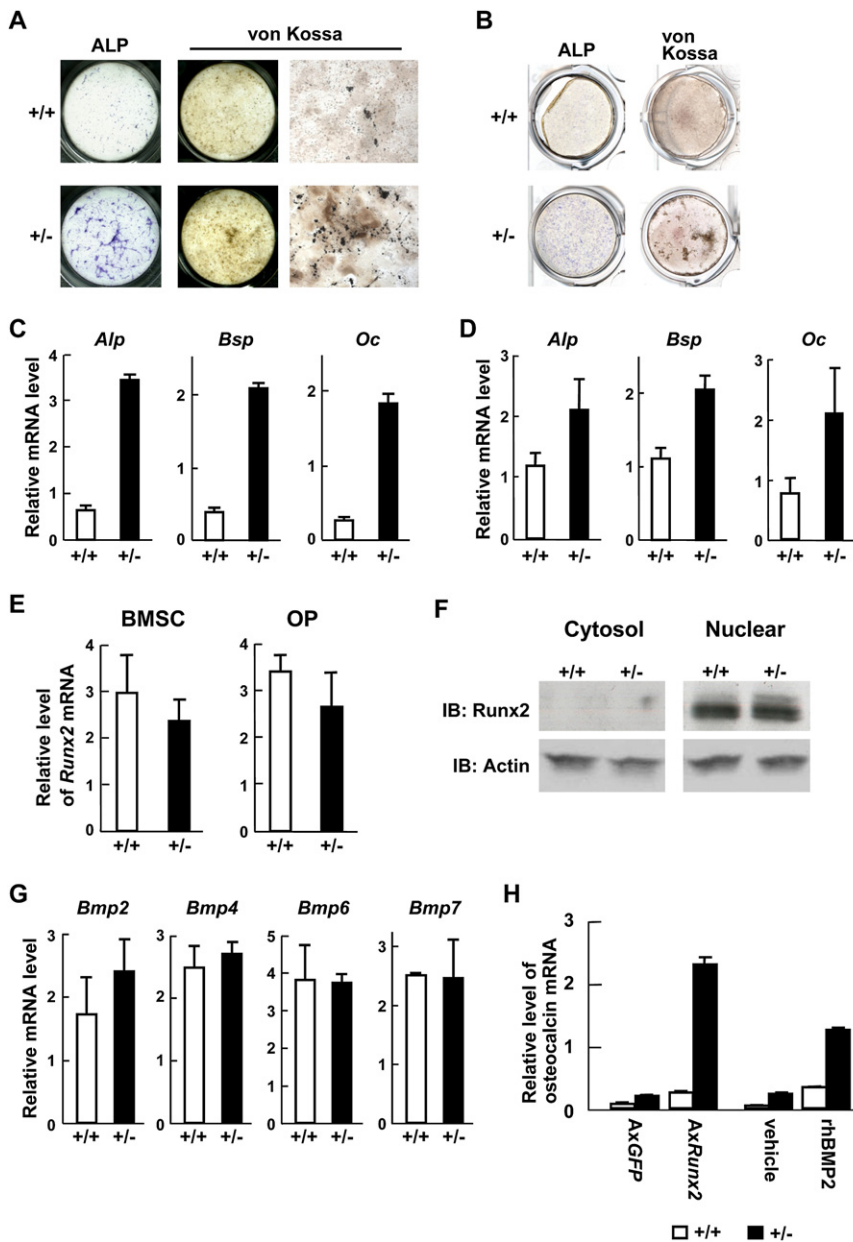 A
ALP
von Kossa
+/+
+/-
B
ALP
von
Kossa
+/+
+/-
C
Alp
Bsp
Oc
Relative mRNA level
4
3
2
1
0
2
1
0
2
1
0
+/+ +/-
+/+ +/-
+/+ +/-
D
Alp
Bsp
Oc
Relative mRNA level
3
2
1
0
2
1
0
3
2
1
0
+/+ +/-
+/+ +/-
+/+ +/-
E
BMSC
OP
Relative level
of Runx2 mRNA
4
3
2
1
0
4
3
2
1
0
+/+ +/-
+/+ +/-
F
Cytosol
Nuclear
+/+ +/-
+/+ +/-
IB: Runx2
IB: Actin
G
Bmp2
Bmp4
Bmp6
Bmp7
Relative mRNA level
3
2
1
0
3
2
1
0
5
4
3
2
1
0
3
2
1
0
+/+ +/-
+/+ +/-
+/+ +/-
+/+ +/-
H
Relative level of
osteocalcin mRNA
3
2
1
0
AxGFP
AxRunx2
vehicle
rhBMP2
+/+
+/-